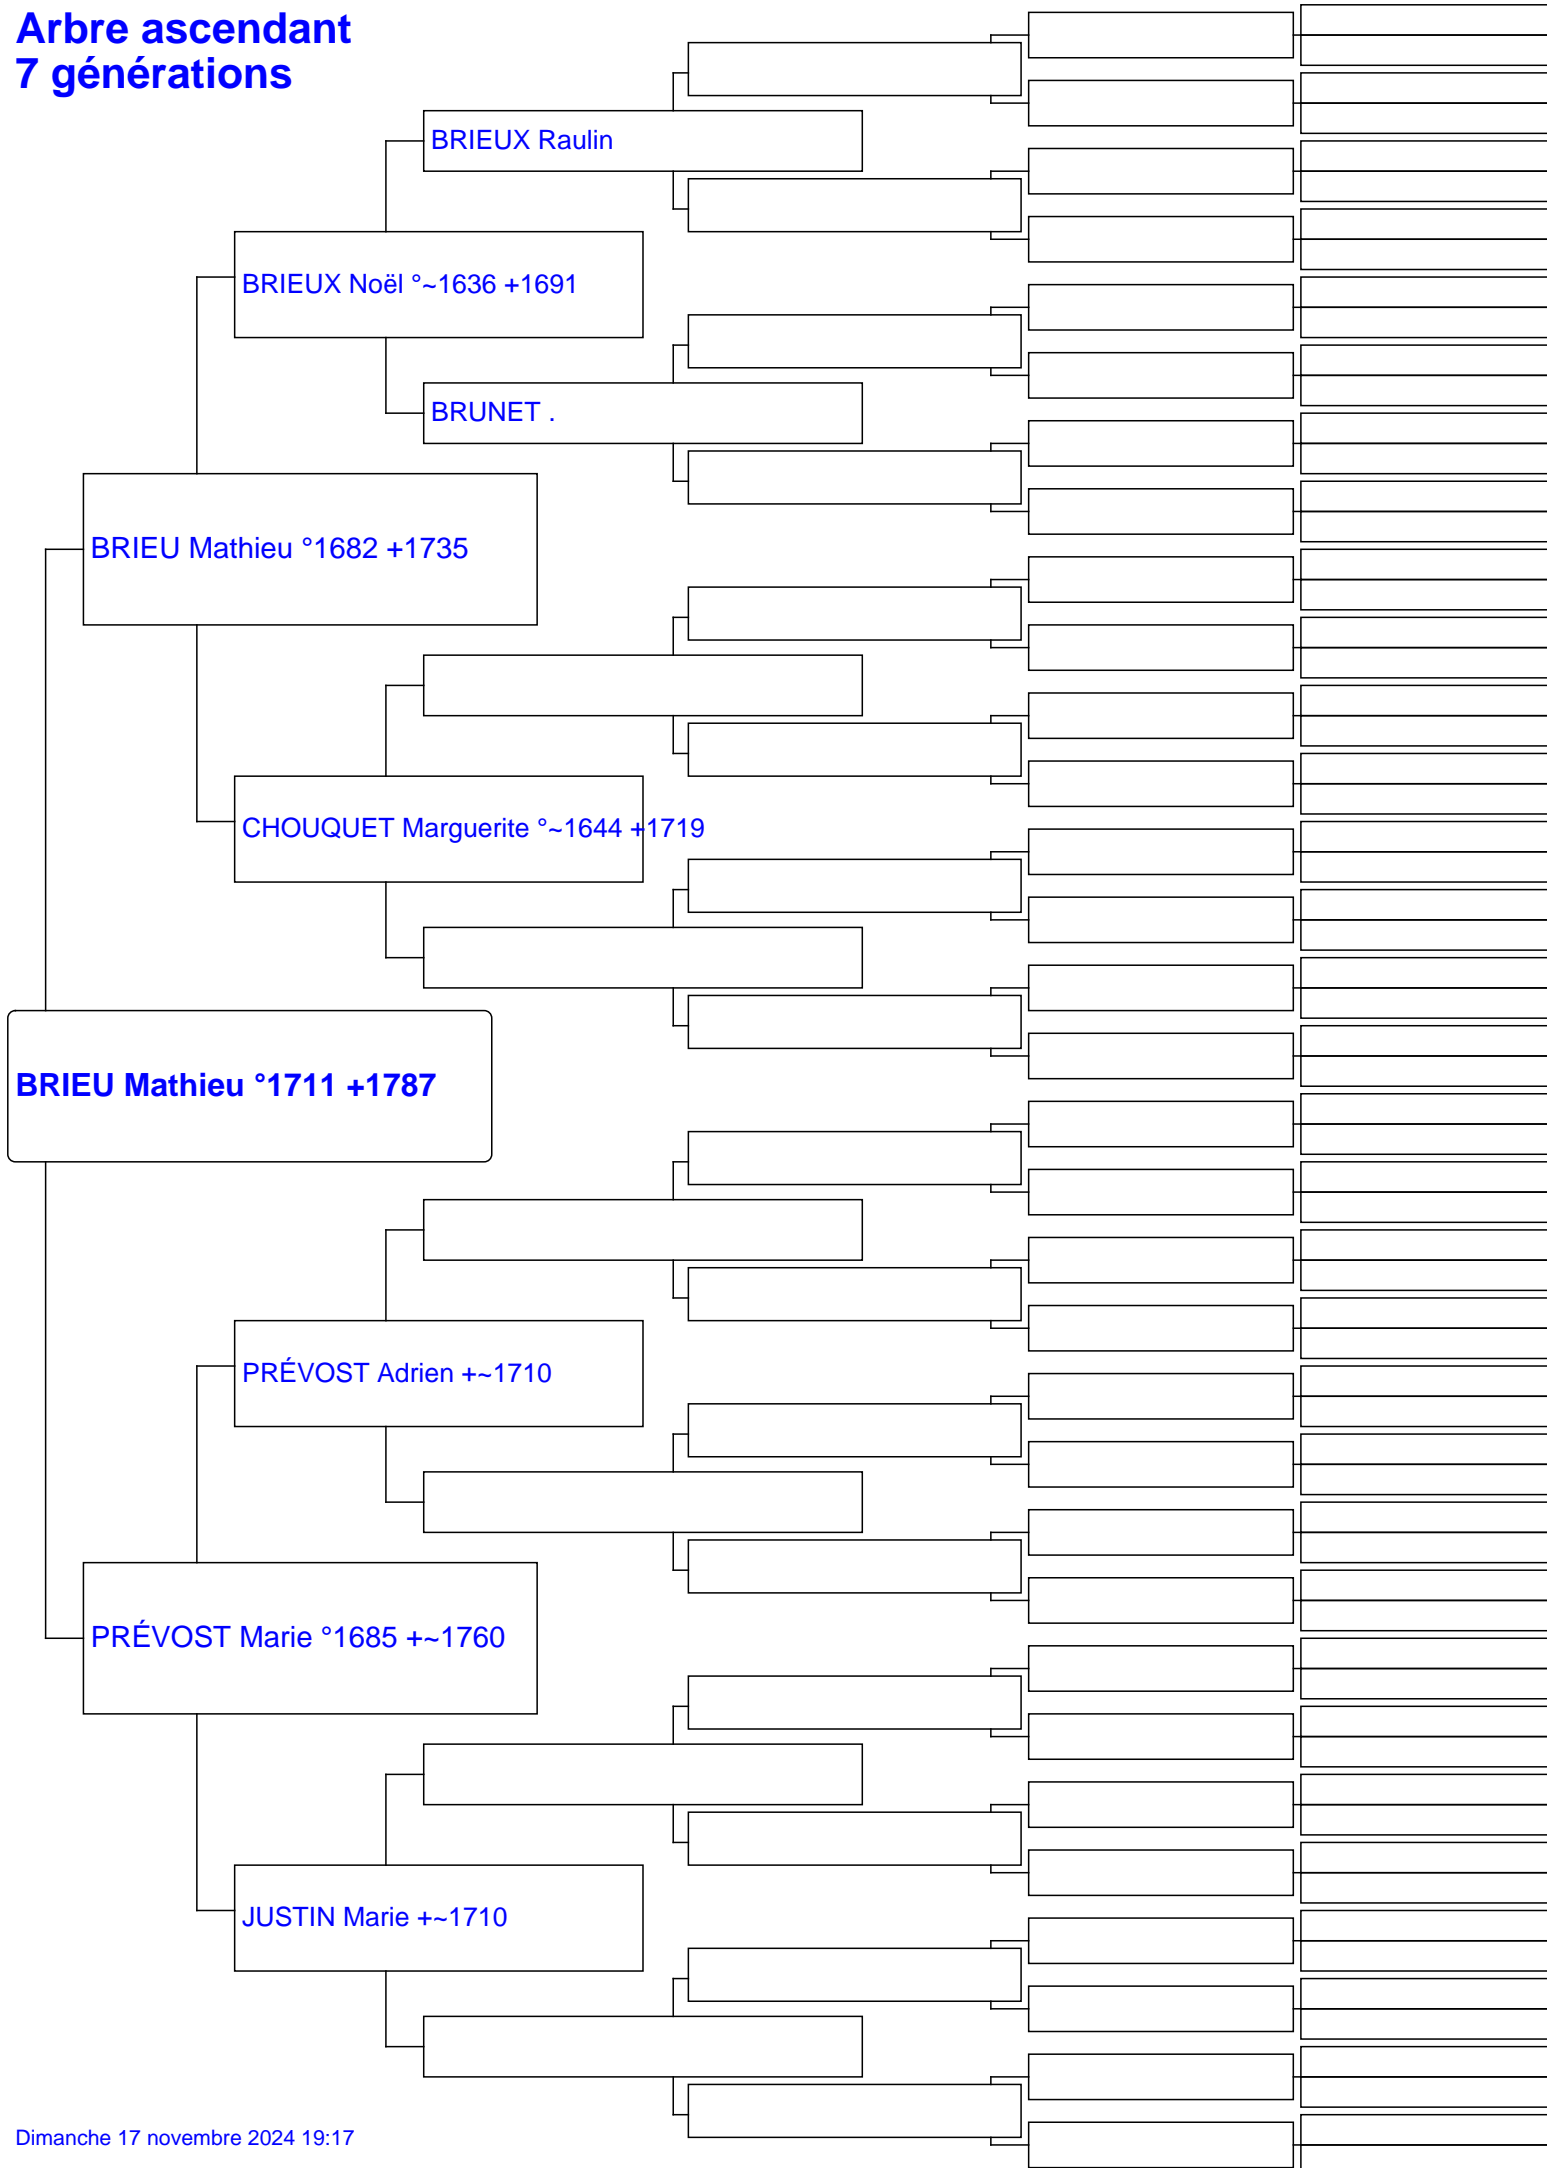 Arbre ascendant
7 générations
BRIEUX Raulin
BRIEUX Noël °~1636 +1691
BRUNET .
BRIEU Mathieu °1682 +1735
CHOUQUET Marguerite °~1644 +1719
BRIEU Mathieu °1711 +1787
PRÉVOST Adrien +~1710
PRÉVOST Marie °1685 +~1760
JUSTIN Marie +~1710
Dimanche 17 novembre 2024 19:17